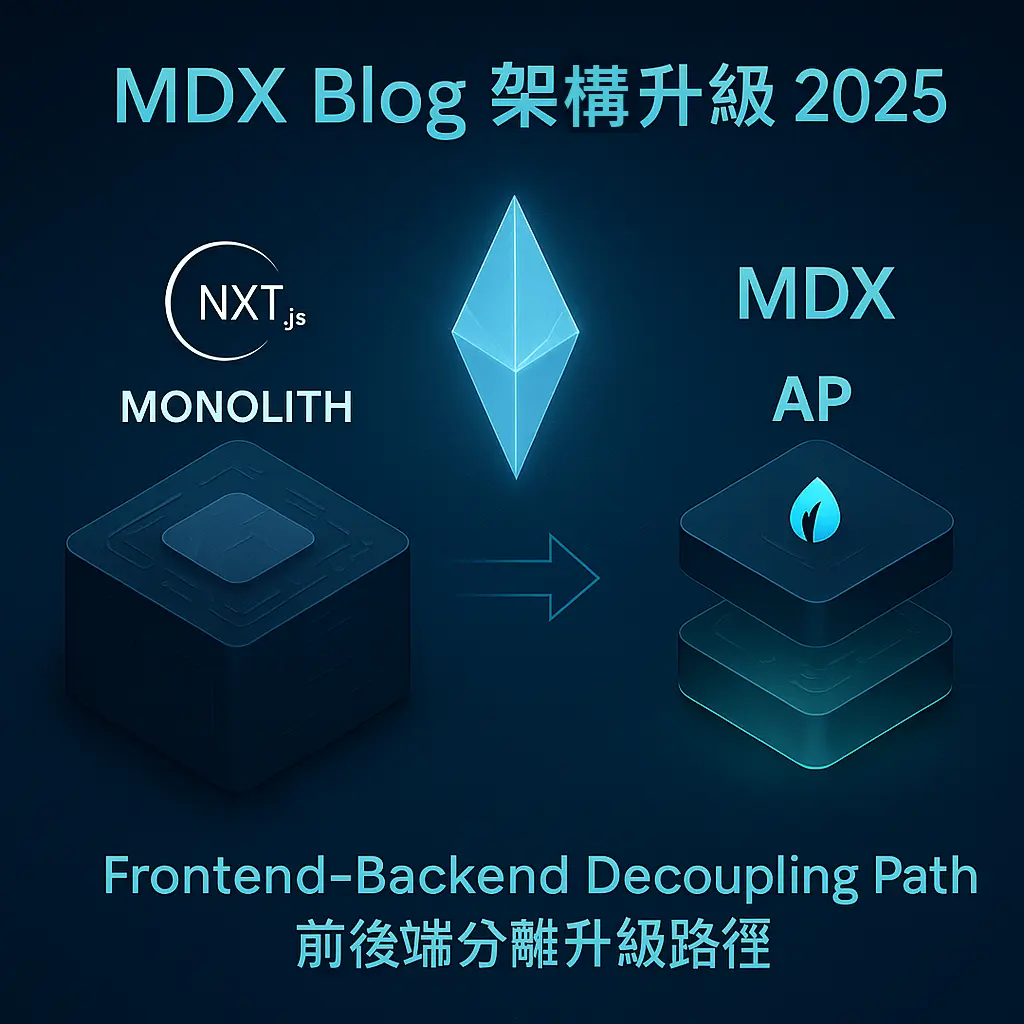 MDX Blog 架構升級 2025
NXT.js
MONOLITH
MDX
AP
Frontend-Backend Decoupling Path
前後端分離升級路徑